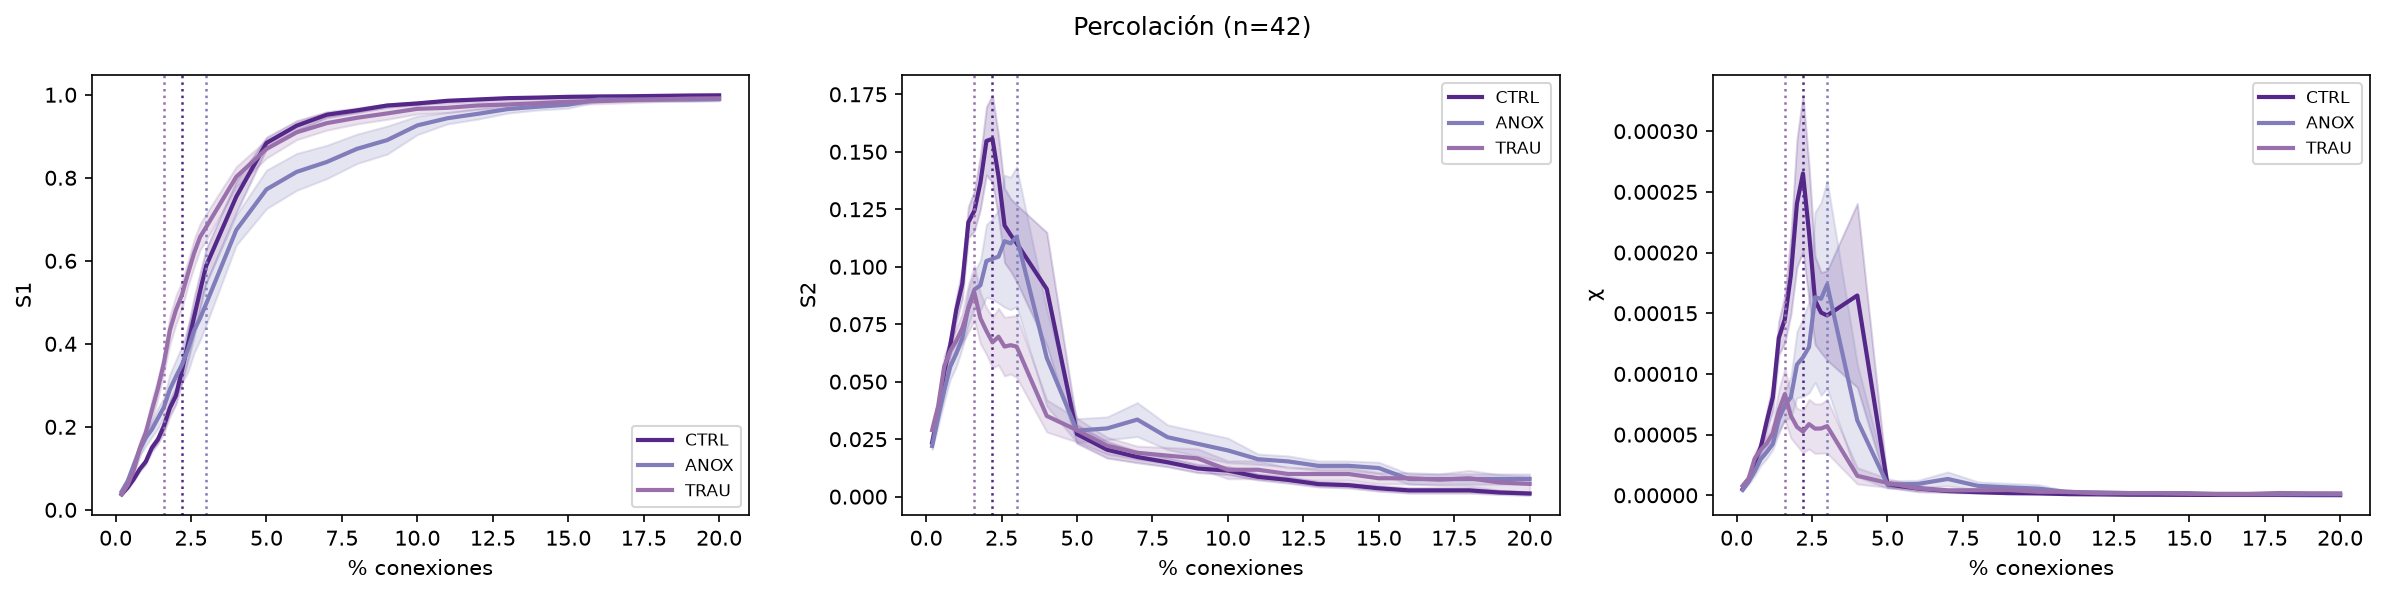 Percolación (n=42)
S1
1.0
0.8
0.6
0.4
0.2
0.0
0.0 2.5 5.0 7.5 10.0 12.5 15.0 17.5 20.0
% conexiones
CTRL
ANOX
TRAU
S2
0.175
0.150
0.125
0.100
0.075
0.050
0.025
0.000
0.0 2.5 5.0 7.5 10.0 12.5 15.0 17.5 20.0
% conexiones
CTRL
ANOX
TRAU
χ
0.00030
0.00025
0.00020
0.00015
0.00010
0.00005
0.00000
0.0 2.5 5.0 7.5 10.0 12.5 15.0 17.5 20.0
% conexiones
CTRL
ANOX
TRAU